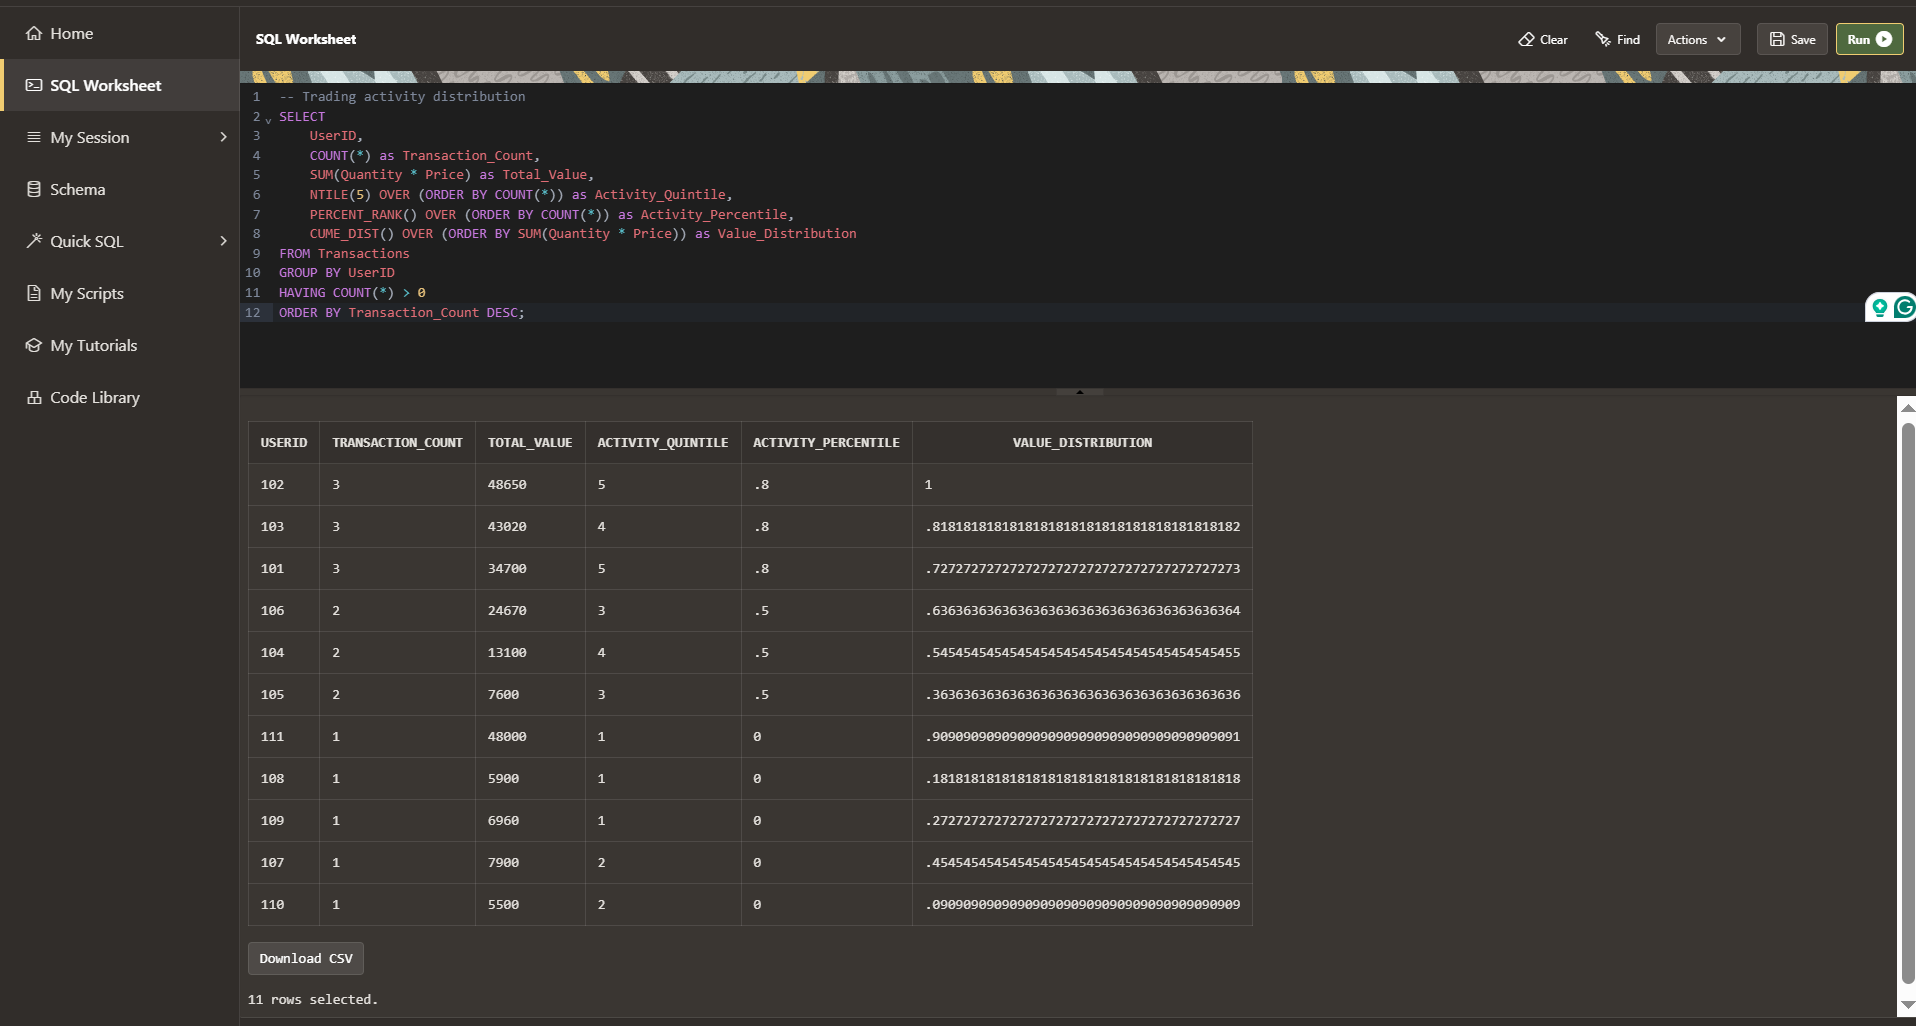 Home
SQL Worksheet
My Session
Schema
Quick SQL
My Scripts
My Tutorials
Code Library
SQL Worksheet
Clear Find Actions Save Run
1 -- Trading activity distribution
2 SELECT
3 UserID,
4 COUNT(*) as Transaction_Count,
5 SUM(Quantity * Price) as Total_Value,
6 NTILE(5) OVER (ORDER BY COUNT(*)) as Activity_Quintile,
7 PERCENT_RANK() OVER (ORDER BY COUNT(*)) as Activity_Percentile,
8 CUME_DIST() OVER (ORDER BY SUM(Quantity * Price)) as Value_Distribution
9 FROM Transactions
10 GROUP BY UserID
11 HAVING COUNT(*) > 0
12 ORDER BY Transaction_Count DESC;
USERID TRANSACTION_COUNT TOTAL_VALUE ACTIVITY_QUINTILE ACTIVITY_PERCENTILE VALUE_DISTRIBUTION
102 3 48650 5 .8 1
103 3 43020 4 .8 .8181818181818181818181818181818181818182
101 3 34700 5 .8 .7272727272727272727272727272727272727273
106 2 24670 3 .5 .6363636363636363636363636363636363636364
104 2 13100 4 .5 .5454545454545454545454545454545454545455
105 2 7600 3 .5 .3636363636363636363636363636363636363636
111 1 48000 1 0 .9090909090909090909090909090909090909091
108 1 5900 1 0 .1818181818181818181818181818181818181818
109 1 6960 1 0 .2727272727272727272727272727272727272727
107 1 7900 2 0 .4545454545454545454545454545454545454545
110 1 5500 2 0 .0909090909090909090909090909090909090909
Download CSV
11 rows selected.